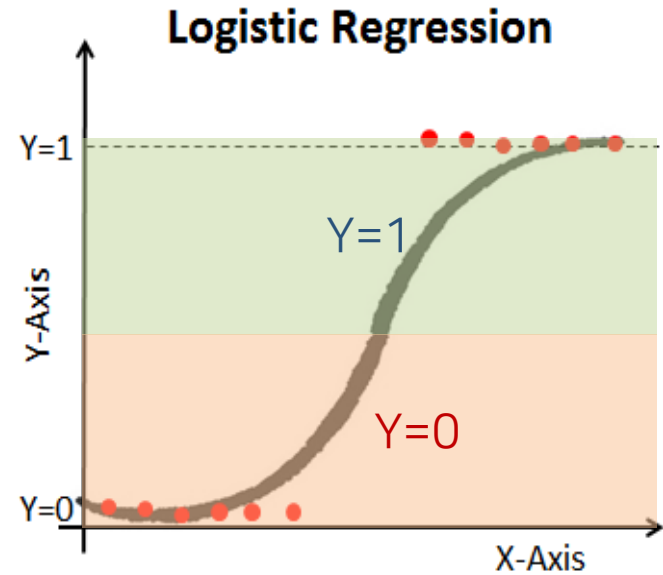 Logistic Regression
Y=1
Y=1
Y-Axis
Y=0
Y=0
X-Axis